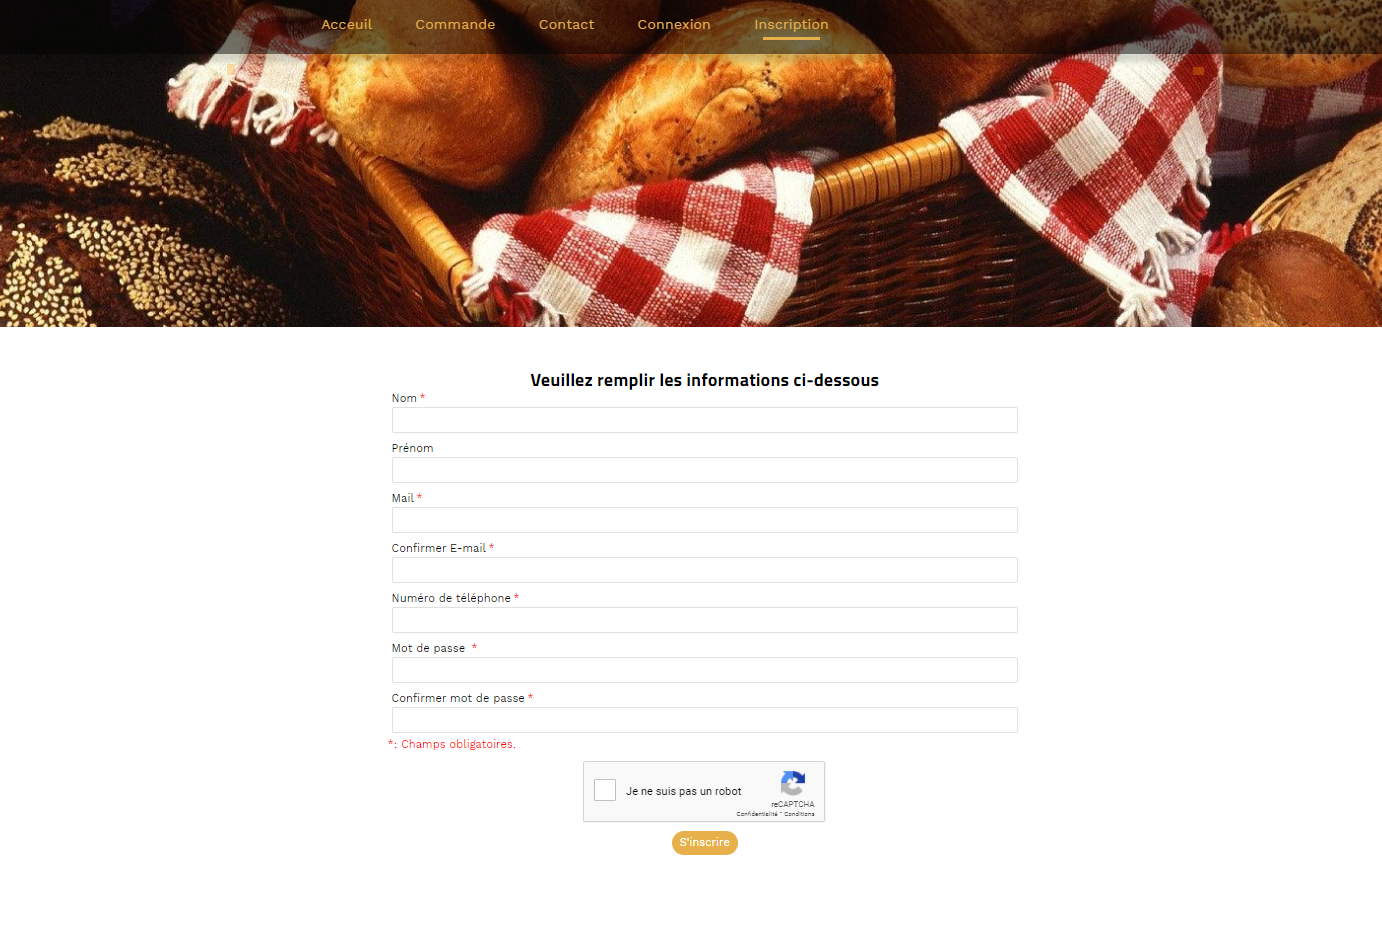 Acceuil Commande Contact Connexion Inscription
Veuillez remplir les informations ci-dessous
Nom *
Prénom
Mail *
Confirmer E-mail *
Numéro de téléphone *
Mot de passe *
Confirmer mot de passe *
*: Champs obligatoires.
Je ne suis pas un robot
reCAPTCHA
Confidentialité - Conditions
S'inscrire